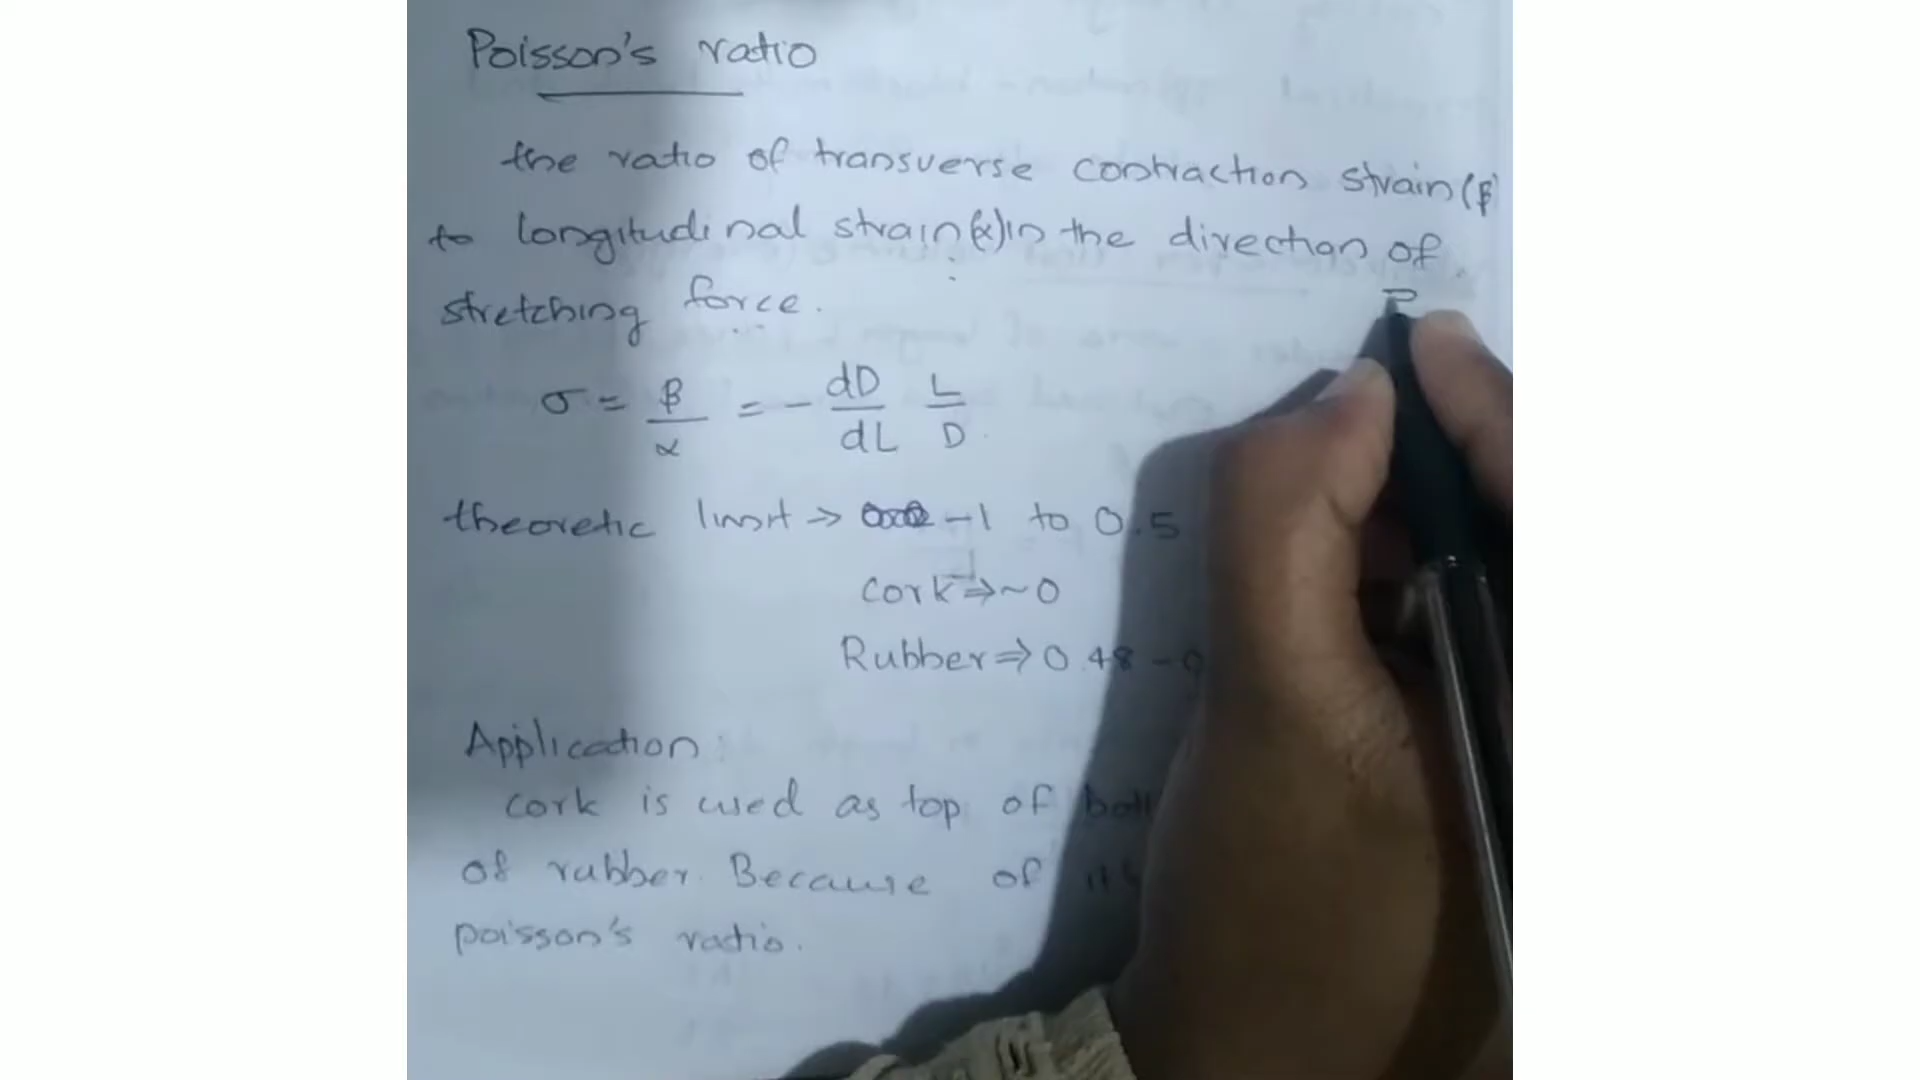 Poisson's ratio
the ratio of transverse contraction strain (β)
to longitudinal strain (α) in the direction of
stretching force.
σ = β/α = - dD/dL L/D
theoretic limit → -1 to 0.5
Cork ⇒ ~0
Rubber ⇒ 0.48 -
Application:
Cork is used as top of
of rubber. Because of its
poisson's ratio.